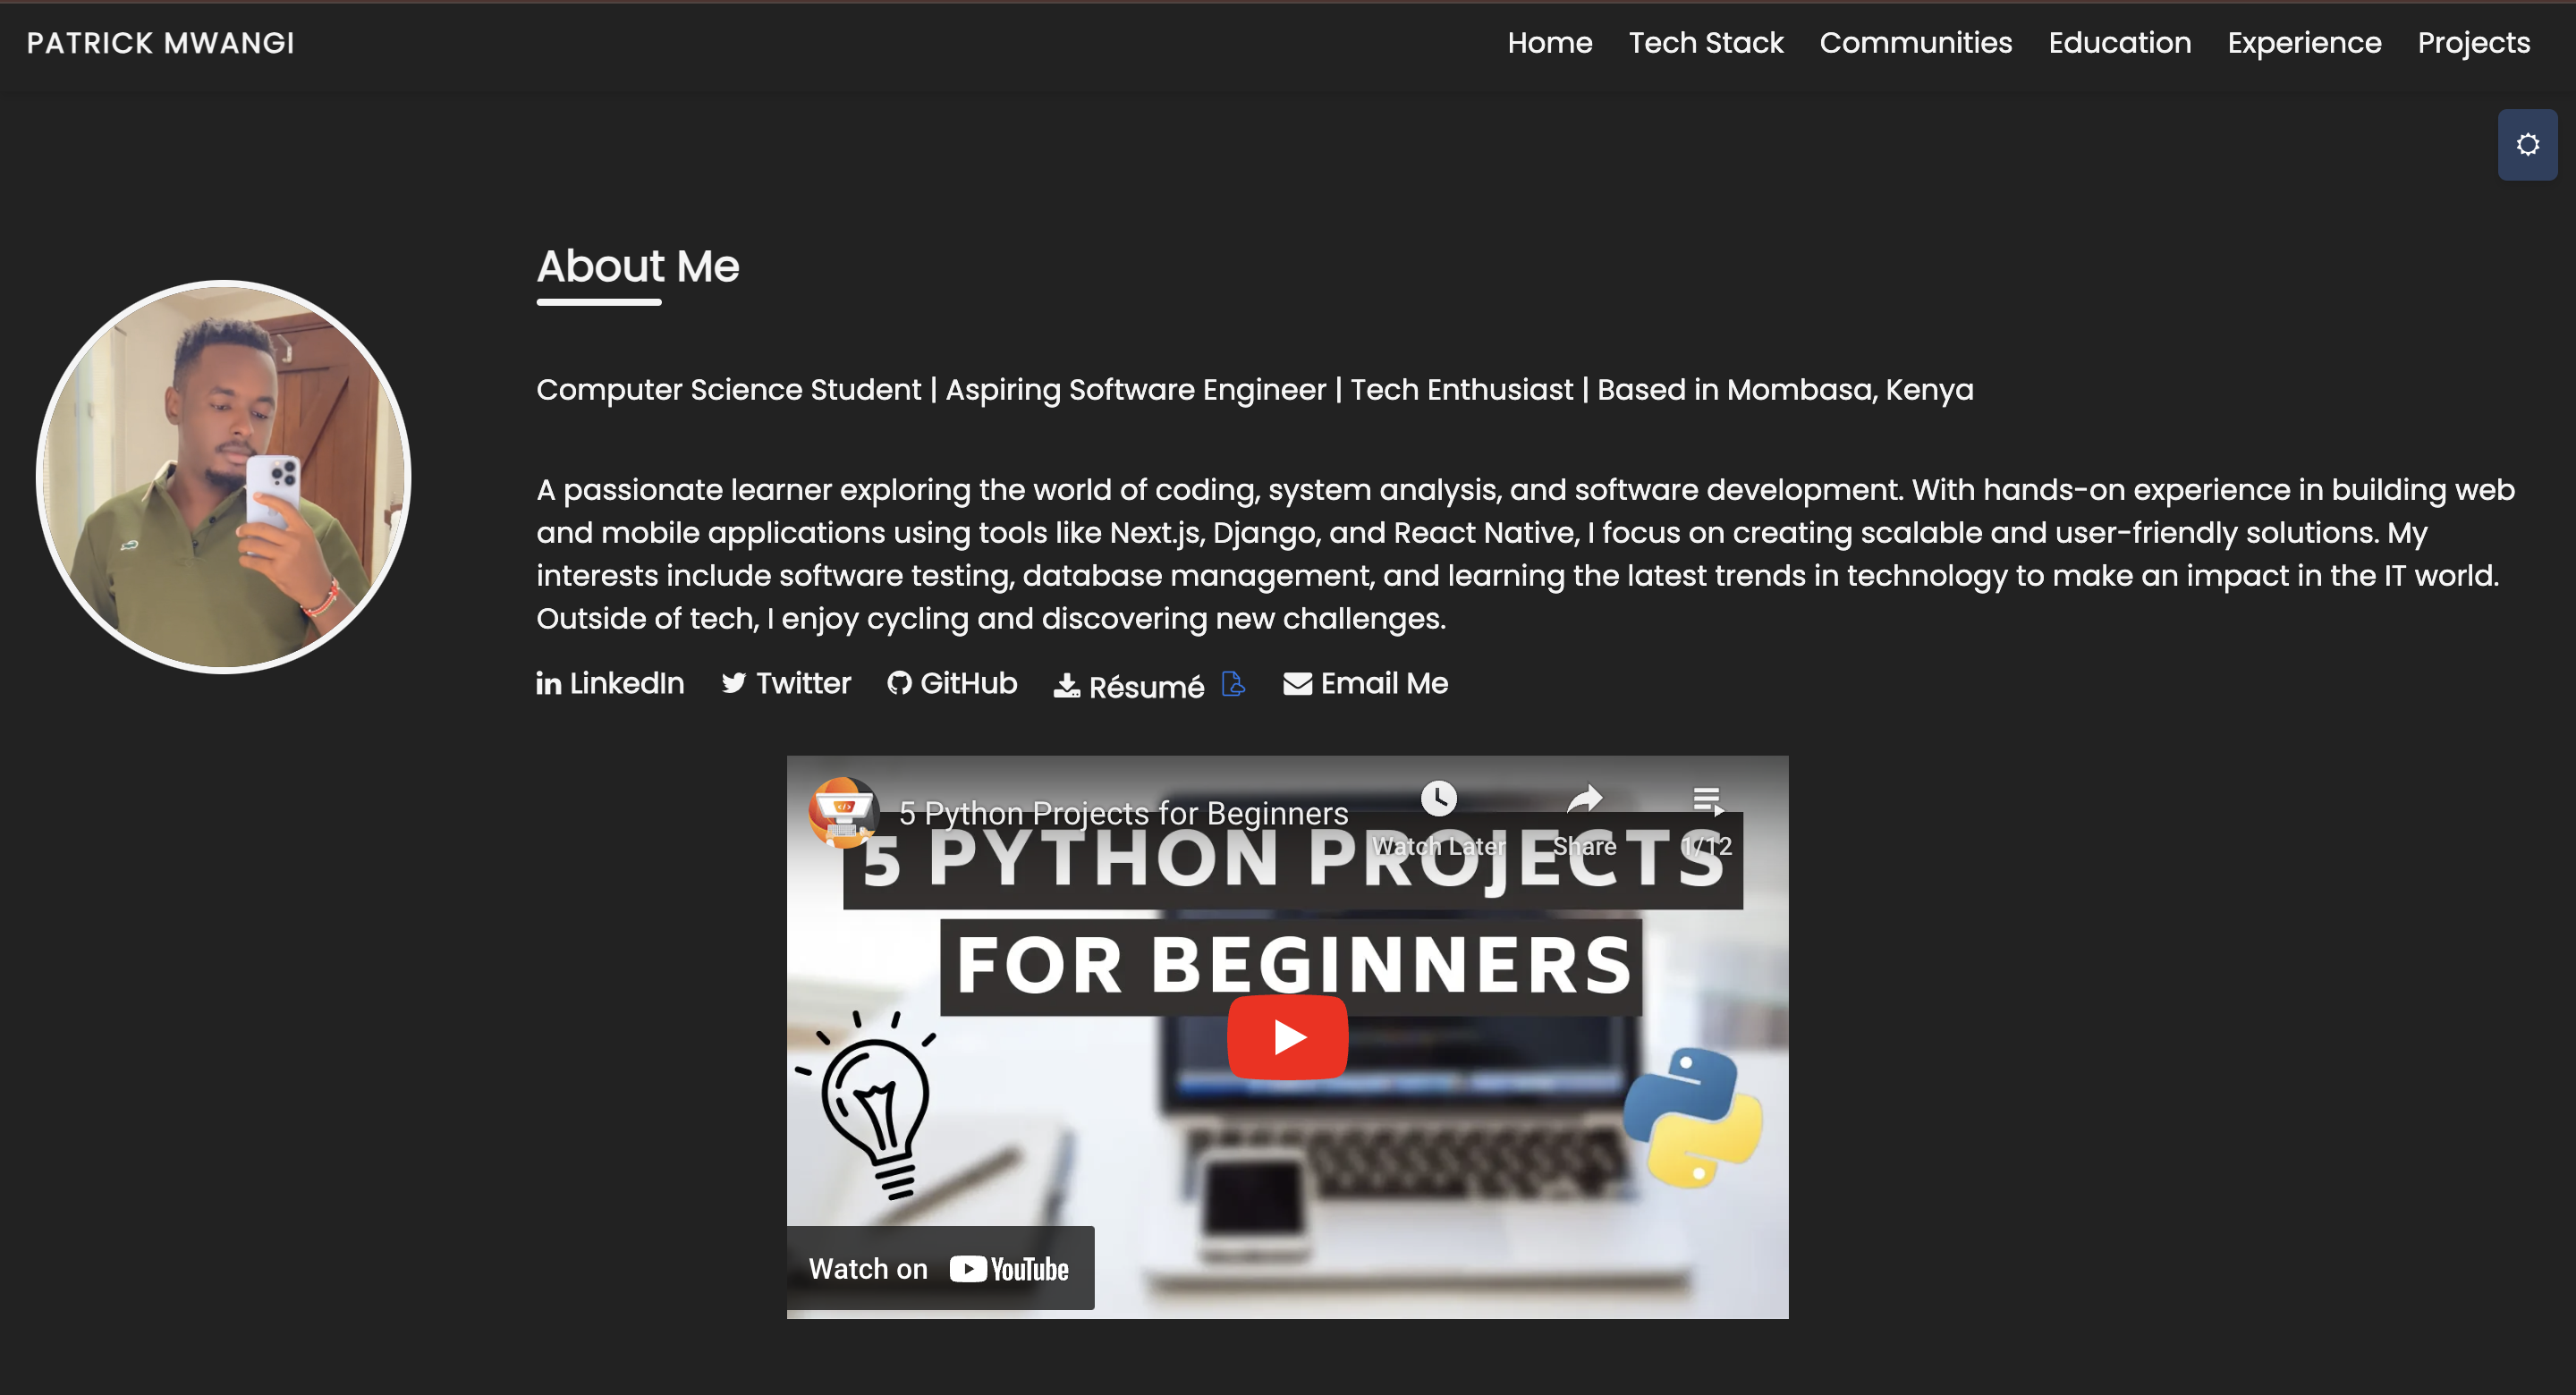 PATRICK MWANGI
Home Tech Stack Communities Education Experience Projects
About Me
Computer Science Student | Aspiring Software Engineer | Tech Enthusiast | Based in Mombasa, Kenya
A passionate learner exploring the world of coding, system analysis, and software development. With hands-on experience in building web
and mobile applications using tools like Next.js, Django, and React Native, I focus on creating scalable and user-friendly solutions. My
interests include software testing, database management, and learning the latest trends in technology to make an impact in the IT world.
Outside of tech, I enjoy cycling and discovering new challenges.
in LinkedIn Twitter GitHub Résumé Email Me
5 Python Projects for Beginners
Watch Later Share 1/12
5 PYTHON PROJECTS
FOR BEGINNERS
Watch on YouTube